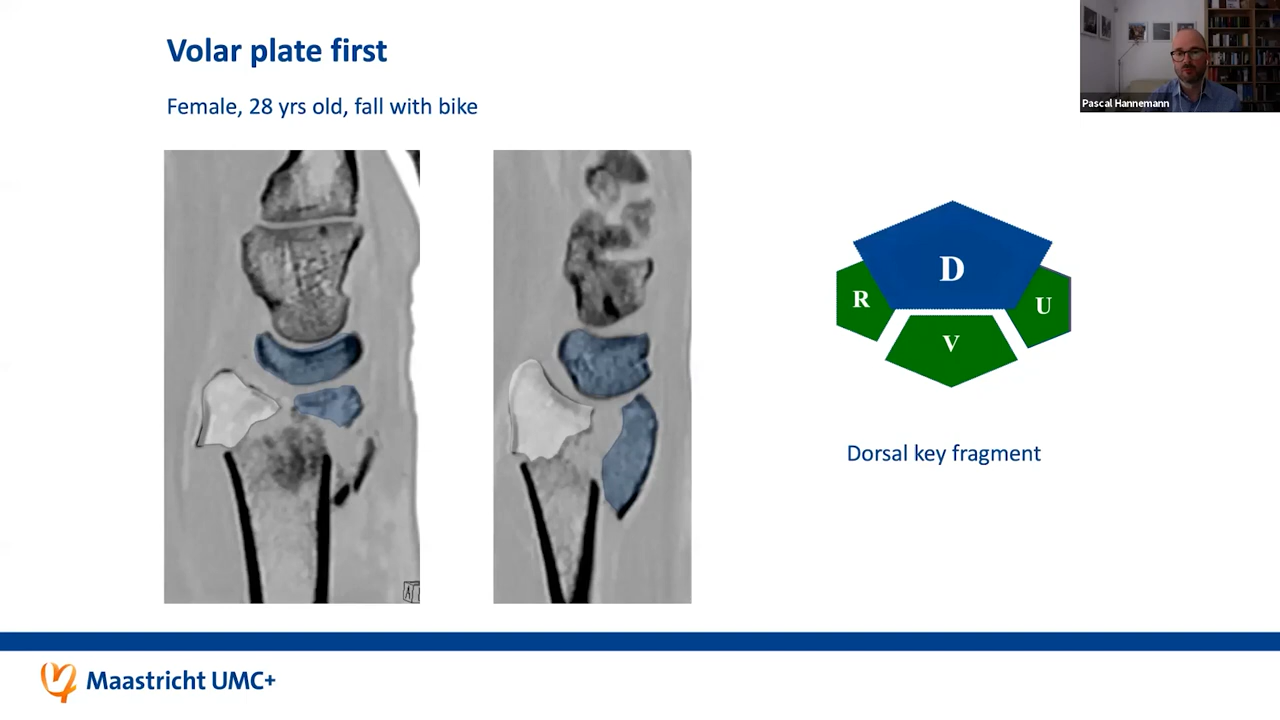 Volar plate first
Female, 28 yrs old, fall with bike
Pascal Hannemann
D
R
U
V
Dorsal key fragment
A
Maastricht UMC+